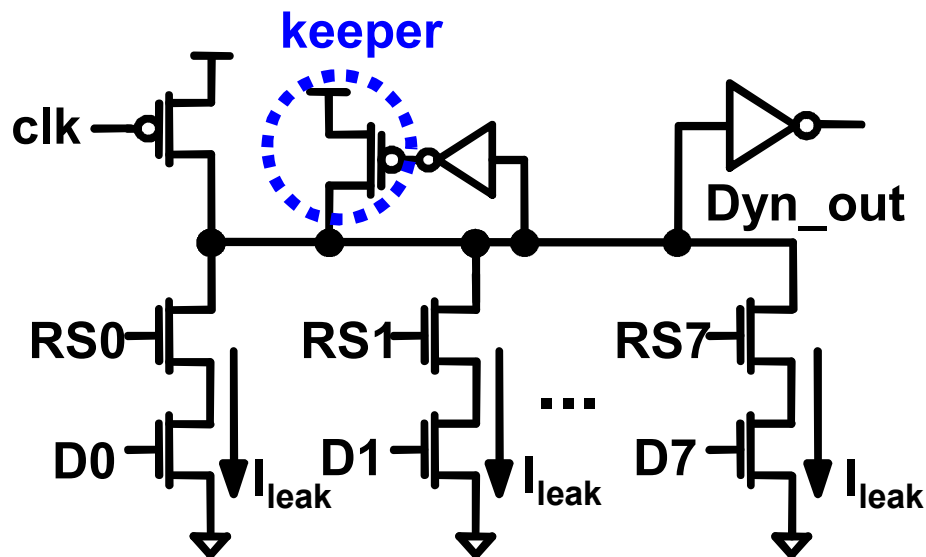 keeper
clk
Dyn_out
RS0
RS1
RS7
...
D0
D1
D7
Ileak
Ileak
Ileak